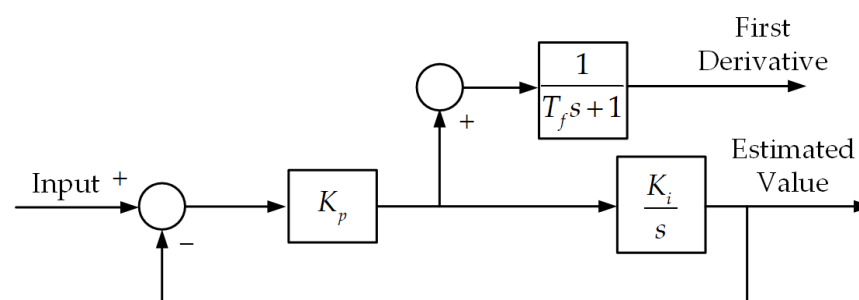 First
Derivative
1
T_f s + 1
+
Estimated
Value
Input +
K_p
K_i
s
−